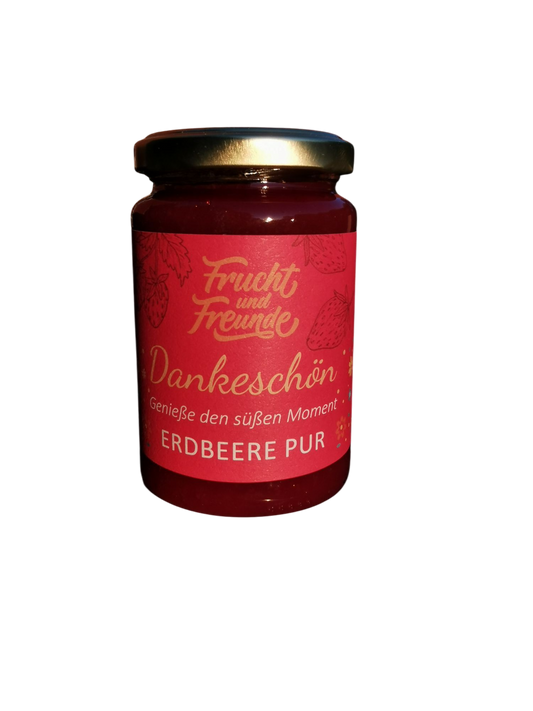 Frucht
und
Freunde
Dankeschön
Genieße den süßen Moment
ERDBEERE PUR